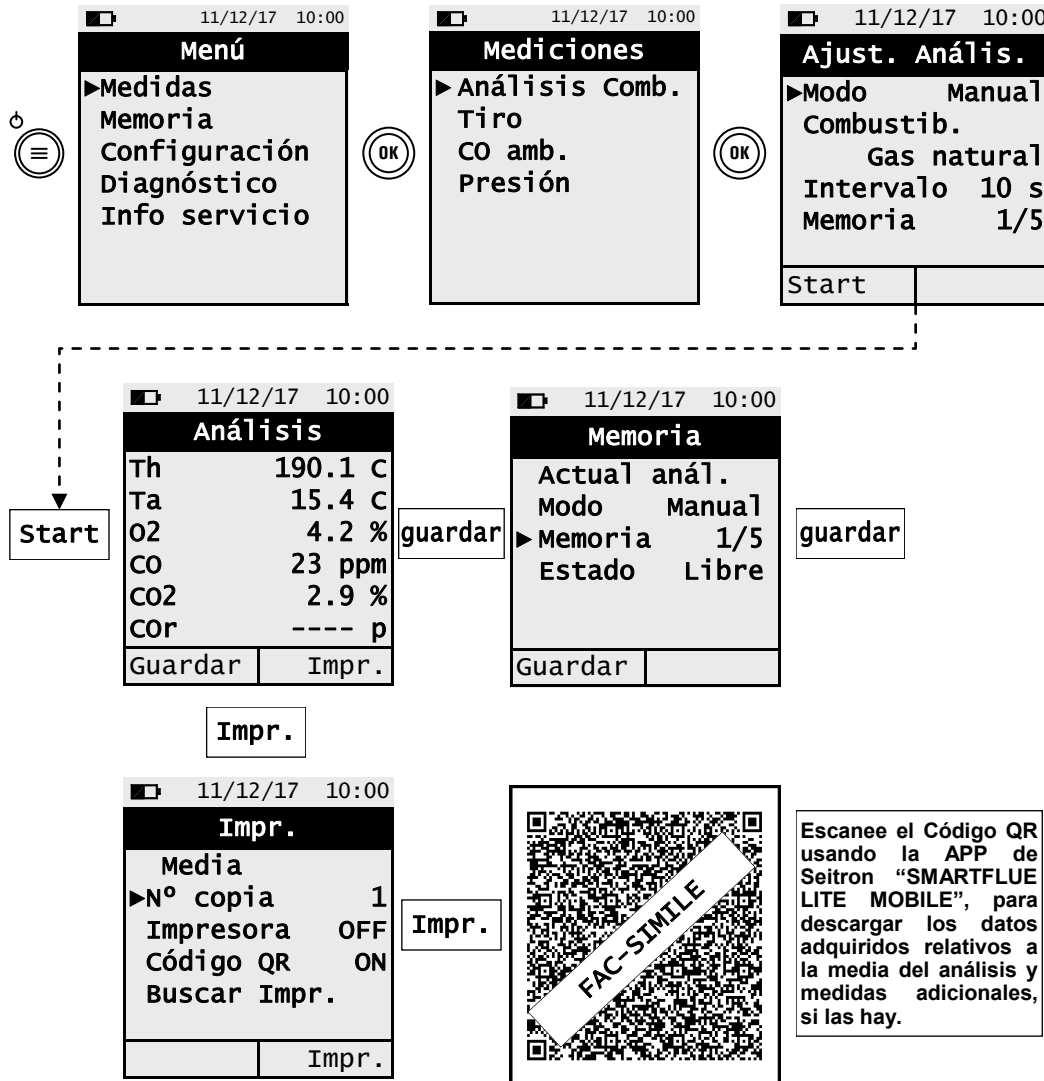 11/12/17 10:00
Menú
►Medidas
Memoria
Configuración
Diagnóstico
Info servicio
OK
11/12/17 10:00
Mediciones
►Análisis Comb.
Tiro
CO amb.
Presión
OK
11/12/17 10:00
Ajust. Anális.
►Modo Manual
Combustib.
Gas natural
Intervalo 10 s
Memoria 1/5
Start
Start
11/12/17 10:00
Análisis
Th 190.1 C
Ta 15.4 C
O2 4.2 %
CO 23 ppm
CO2 2.9 %
COr ---- p
Guardar Impr.
guardar
11/12/17 10:00
Memoria
Actual anál.
Modo Manual
►Memoria 1/5
Estado Libre
Guardar
guardar
Impr.
11/12/17 10:00
Impr.
Media
►Nº copia 1
Impresora OFF
Código QR ON
Buscar Impr.
Impr.
Impr.
FAC-SIMILE
Escanee el Código QR
usando la APP de
Seitron “SMARTFLUE
LITE MOBILE”, para
descargar los datos
adquiridos relativos a
la media del análisis y
medidas adicionales,
si las hay.